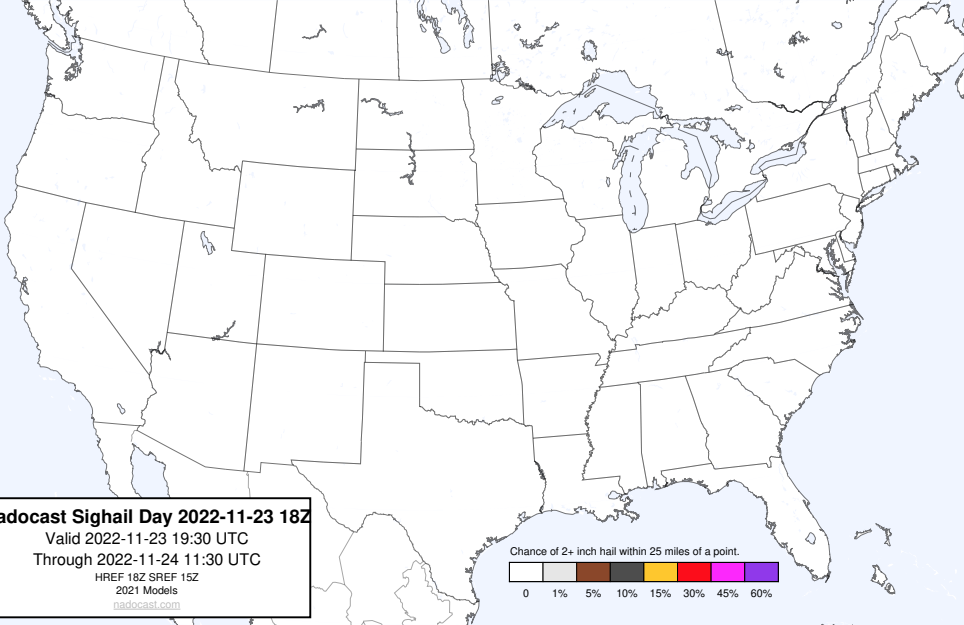 adocast Sighail Day 2022-11-23 18Z
Valid 2022-11-23 19:30 UTC
Through 2022-11-24 11:30 UTC
HREF 18Z SREF 15Z
2021 Models
nadocast.com
Chance of 2+ inch hail within 25 miles of a point.
0 1% 5% 10% 15% 30% 45% 60%